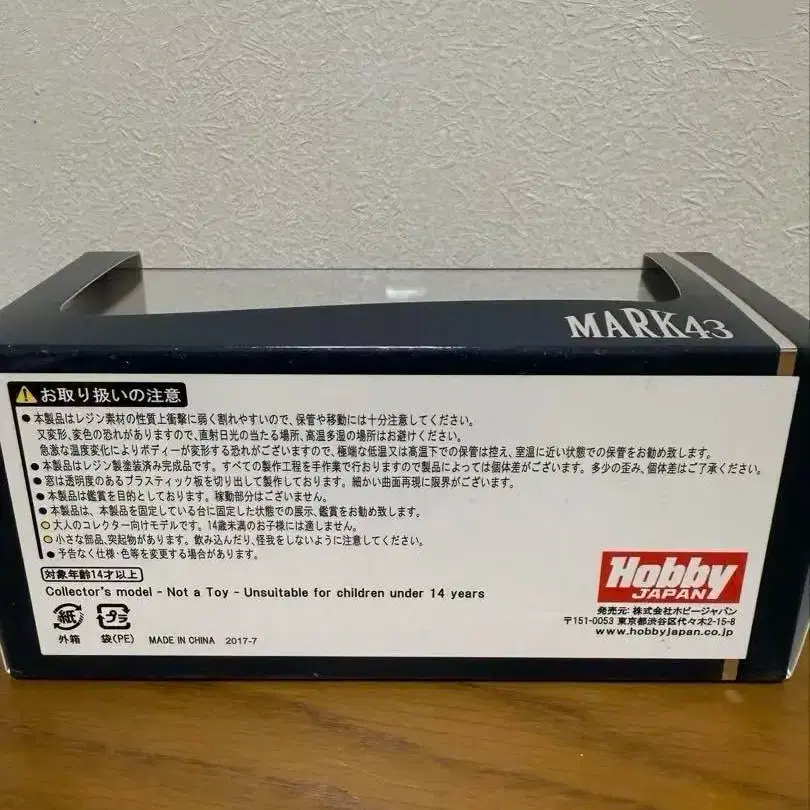 MARK43
お取り扱いの注意
●本製品はレジン素材の性質上衝撃に弱く割れやすいので、保管や移動には十分注意してください。
又変形、変色の恐れがありますので、直射日光の当たる場所、高温多湿の場所はお避けください。
急激な温度変化によりボディーが変形する恐れがございますので、極端な低温又は高温下での保管は控え、室温に近い状態での保管をお勧め致します。
●本製品はレジン製塗装済み完成品です。すべての製作工程を手作業で行おりますので製品によっては個体差がございます。多少の歪み、個体差はご了承ください。
●窓は透明度のあるプラスティック板を切り出して製作しております。細かい曲面再現に限界がございます。
●本製品は鑑賞を目的としております。稼動部分はございません。
●本製品は、本製品を固定している台に固定した状態での展示、鑑賞をお勧め致します。
●大人のコレクター向けモデルです。14歳未満のお子様には適しません。
●小さな部品、突起物があります。飲み込んだり、怪我をしないように注意してください。
●予告なく仕様・色等を変更する場合があります。
対象年齢14才以上
Collector's model - Not a Toy - Unsuitable for children under 14 years
紙 プラ
外箱 袋(PE) MADE IN CHINA 2017-7
Hobby
JAPAN
発売元: 株式会社ホビージャパン
〒151-0053 東京都渋谷区代々木2-15-8
www.hobbyjapan.co.jp